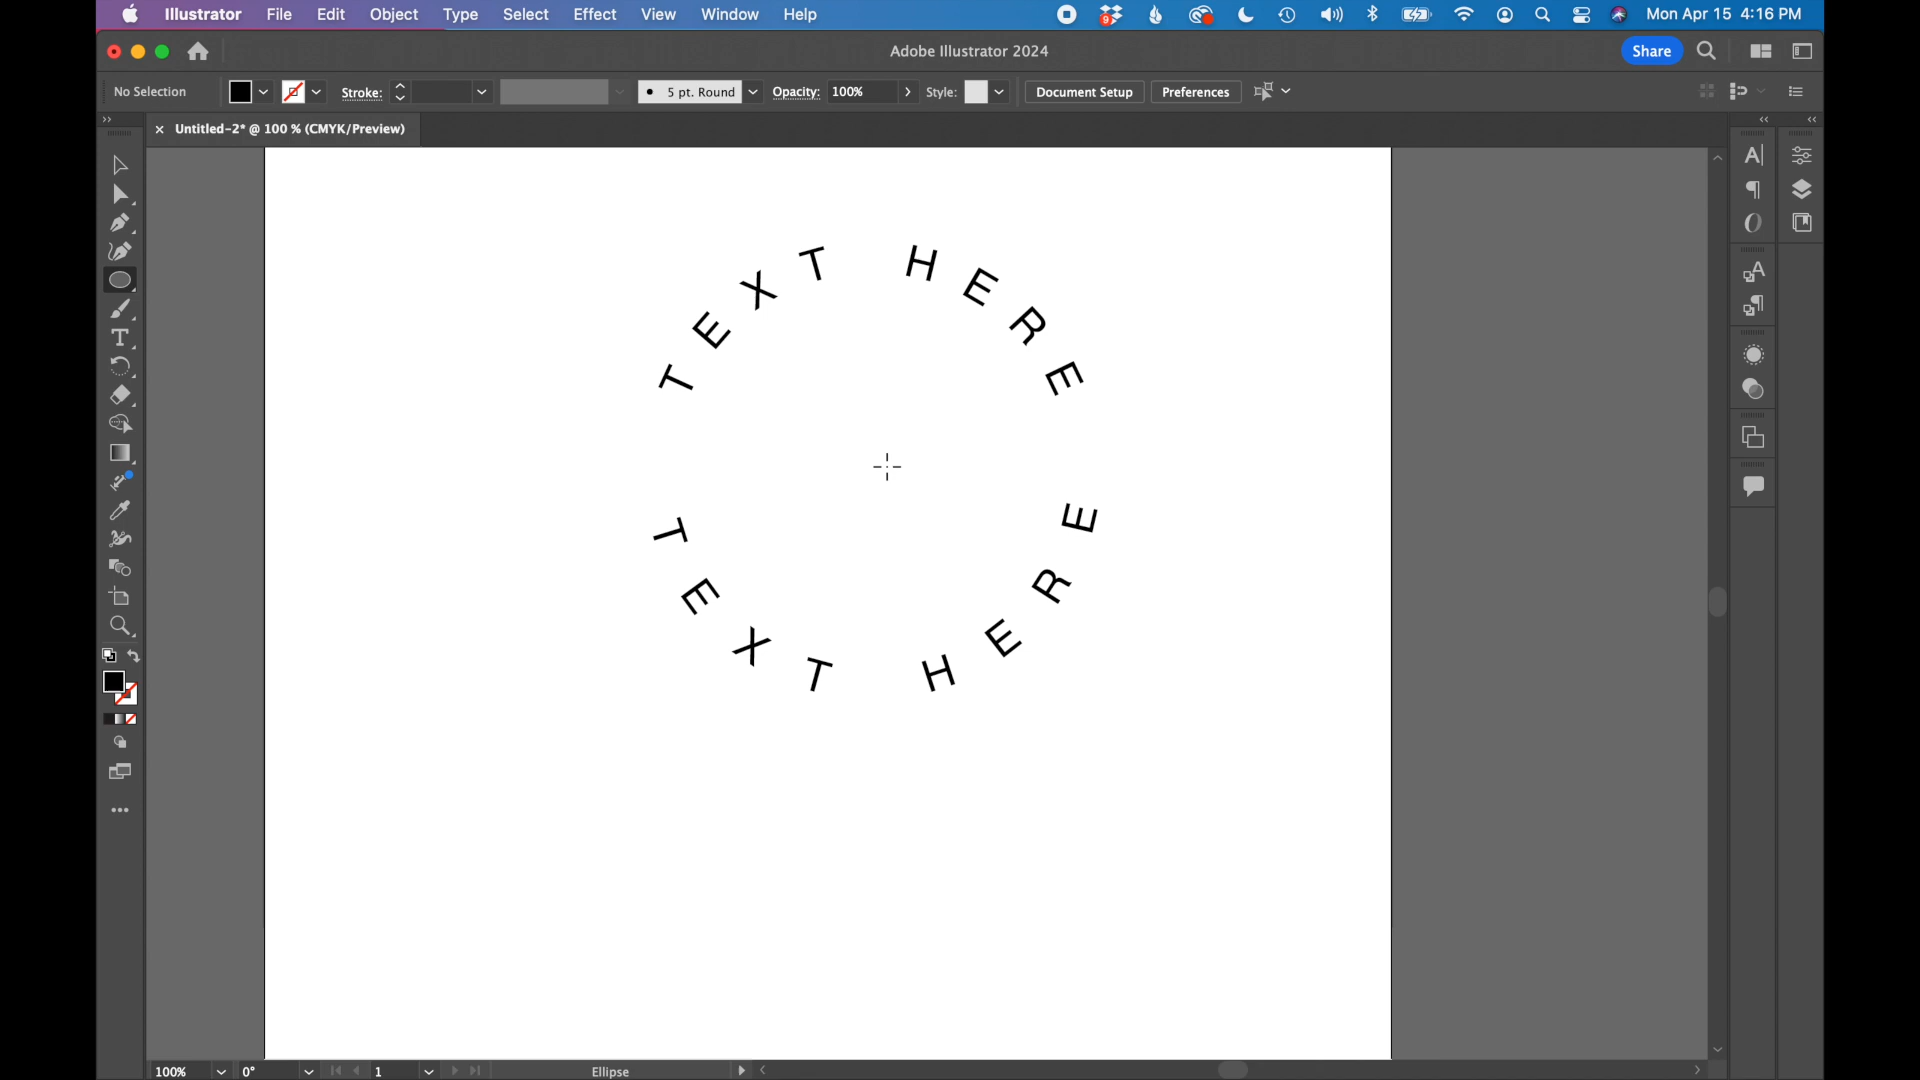 Illustrator File Edit Object Type Select Effect View Window Help
9
Mon Apr 15 4:16 PM
Adobe Illustrator 2024
Share
No Selection
Stroke:
5 pt. Round
Opacity: 100%
Style:
Document Setup
Preferences
× Untitled-2* @ 100 % (CMYK/Preview)
TEXT HERE
TEXT HERE
100%
0°
1
Ellipse